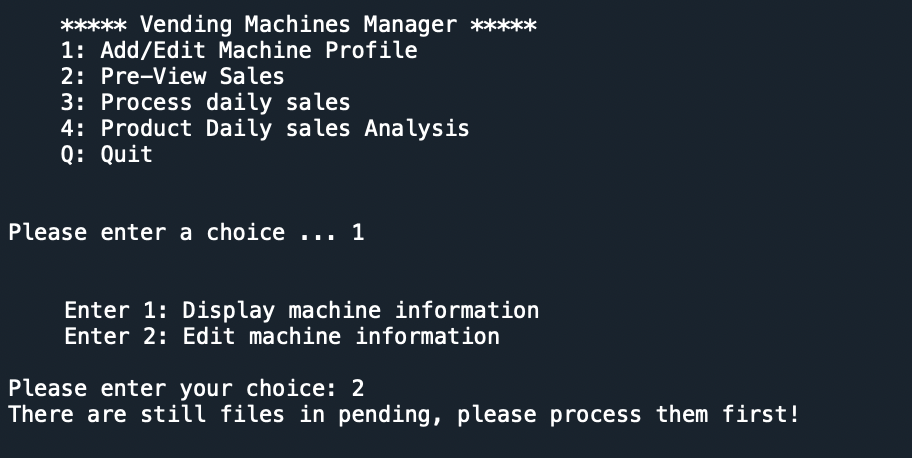 ***** Vending Machines Manager *****
1: Add/Edit Machine Profile
2: Pre-View Sales
3: Process daily sales
4: Product Daily sales Analysis
Q: Quit
Please enter a choice ... 1
Enter 1: Display machine information
Enter 2: Edit machine information
Please enter your choice: 2
There are still files in pending, please process them first!